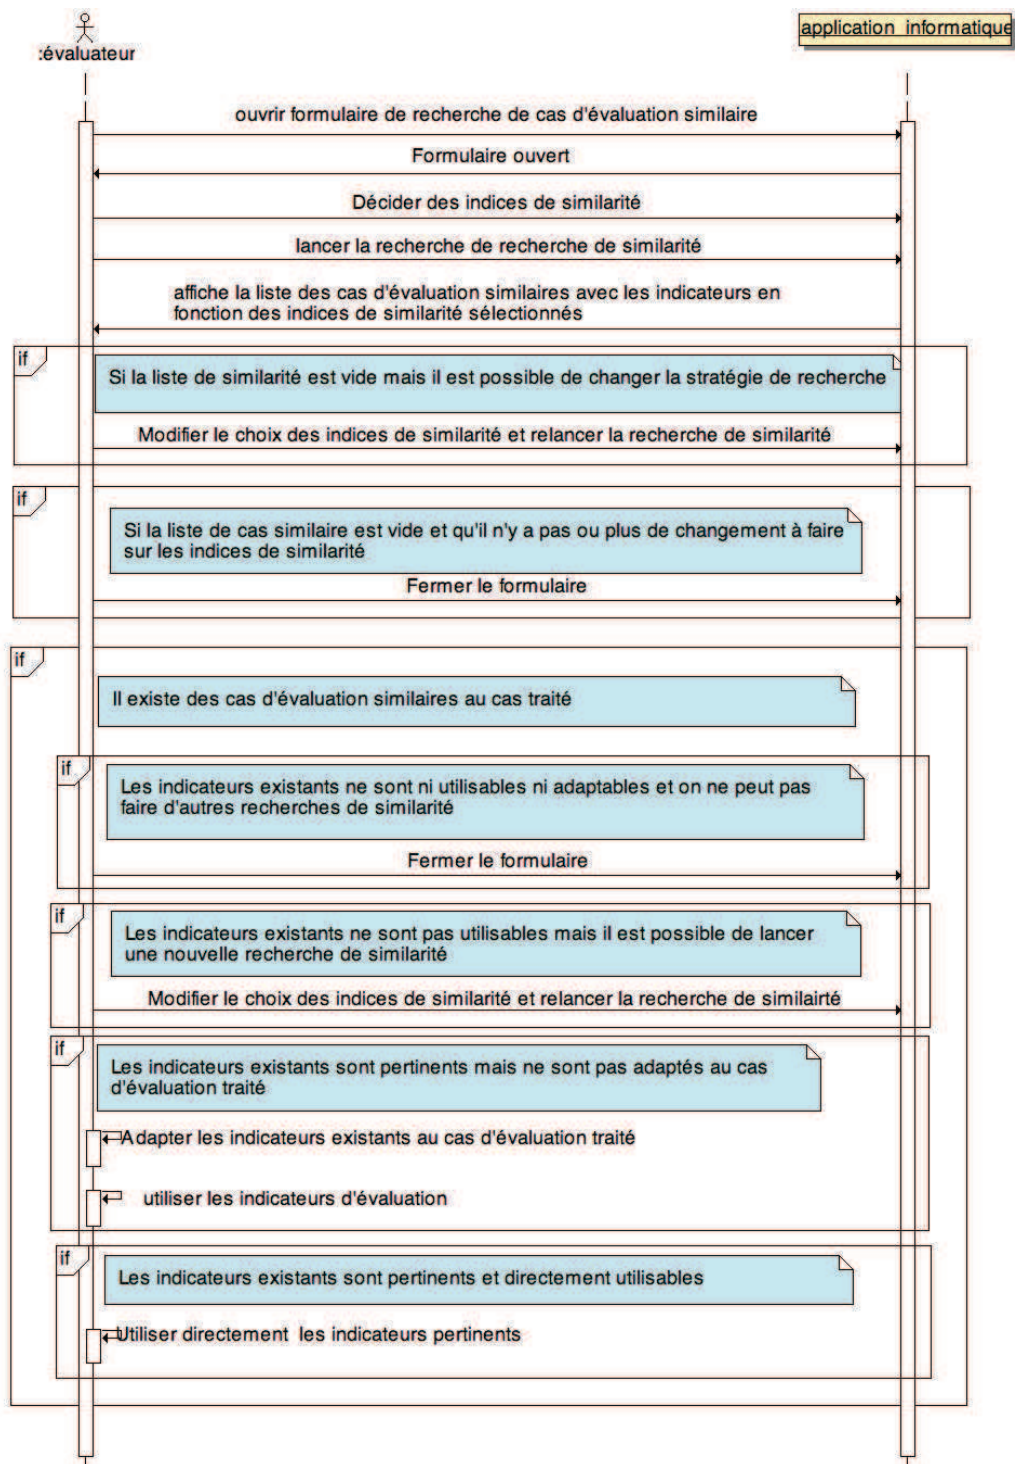 :évaluateur
application informatique
ouvrir formulaire de recherche de cas d'évaluation similaire
Formulaire ouvert
Décider des indices de similarité
lancer la recherche de recherche de similarité
affiche la liste des cas d'évaluation similaires avec les indicateurs en
fonction des indices de similarité sélectionnés
if
Si la liste de similarité est vide mais il est possible de changer la stratégie de recherche
Modifier le choix des indices de similarité et relancer la recherche de similarité
if
Si la liste de cas similaire est vide et qu'il n'y a pas ou plus de changement à faire
sur les indices de similarité
Fermer le formulaire
if
Il existe des cas d'évaluation similaires au cas traité
if
Les indicateurs existants ne sont ni utilisables ni adaptables et on ne peut pas
faire d'autres recherches de similarité
Fermer le formulaire
if
Les indicateurs existants ne sont pas utilisables mais il est possible de lancer
une nouvelle recherche de similarité
Modifier le choix des indices de similarité et relancer la recherche de similairté
if
Les indicateurs existants sont pertinents mais ne sont pas adaptés au cas
d'évaluation traité
Adapter les indicateurs existants au cas d'évaluation traité
utiliser les indicateurs d'évaluation
if
Les indicateurs existants sont pertinents et directement utilisables
Utiliser directement les indicateurs pertinents